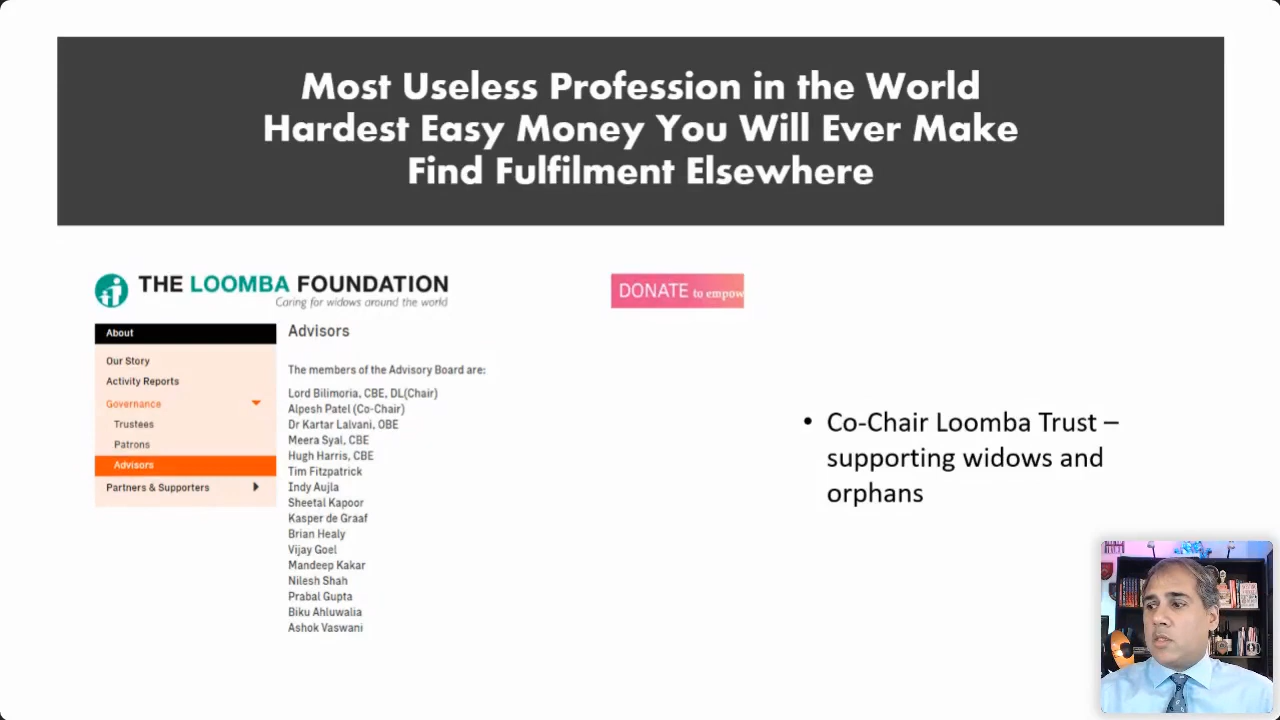 Most Useless Profession in the World
Hardest Easy Money You Will Ever Make
Find Fulfilment Elsewhere
THE LOOMBA FOUNDATION
Caring for widows around the world
DONATE to empow
About
Our Story
Activity Reports
Governance
Trustees
Patrons
Advisors
Partners & Supporters
Advisors
The members of the Advisory Board are:
Lord Bilimoria, CBE, DL(Chair)
Alpesh Patel (Co-Chair)
Dr Kartar Lalvani, OBE
Meera Syal, CBE
Hugh Harris, CBE
Tim Fitzpatrick
Indy Aujla
Sheetal Kapoor
Kasper de Graaf
Brian Healy
Vijay Goel
Mandeep Kakar
Nilesh Shah
Prabal Gupta
Biku Ahluwalia
Ashok Vaswani
• Co-Chair Loomba Trust –
supporting widows and
orphans